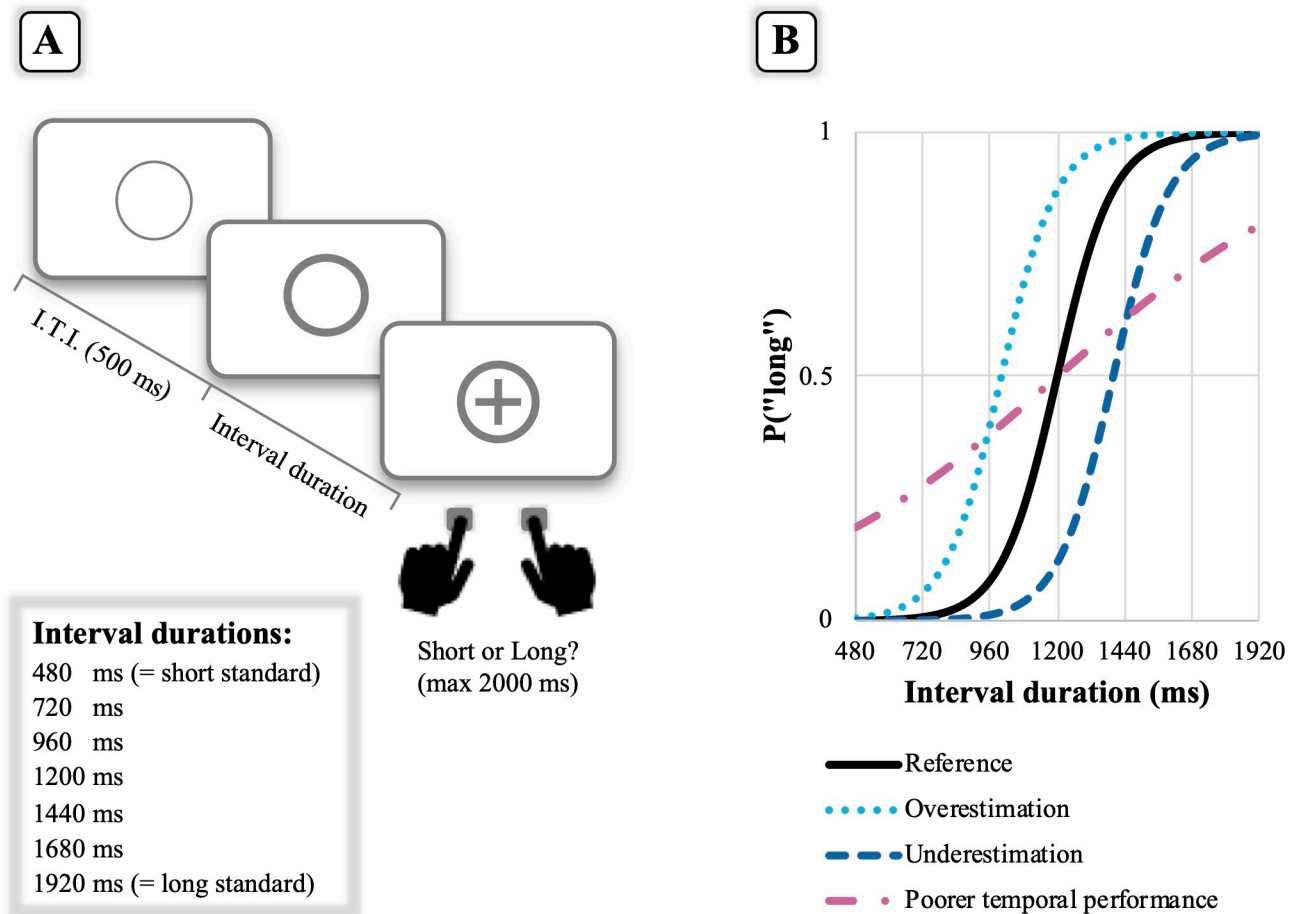 A
I.T.I. (500 ms)
Interval duration
Short or Long?
(max 2000 ms)
Interval durations:
480 ms (= short standard)
720 ms
960 ms
1200 ms
1440 ms
1680 ms
1920 ms (= long standard)
B
P("long")
1
0.5
0
480 720 960 1200 1440 1680 1920
Interval duration (ms)
Reference
Overestimation
Underestimation
Poorer temporal performance